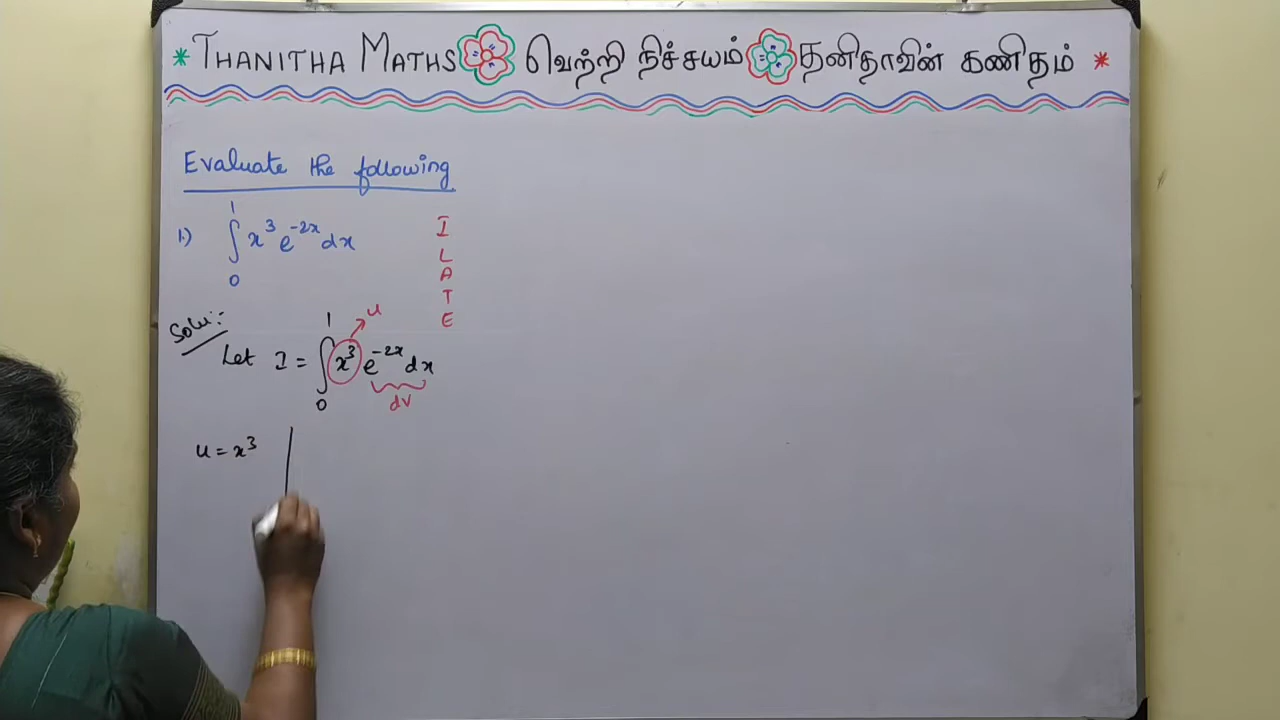 * THANITHA MATHS வெற்றி நிச்சயம் தனிதாவின் கணிதம் *
Evaluate the following
1.) ∫₀¹ x³ e⁻²ˣ dx
I
L
A
T
E
Solu:-
u
Let I = ∫₀¹ x³ e⁻²ˣ dx
dv
u = x³